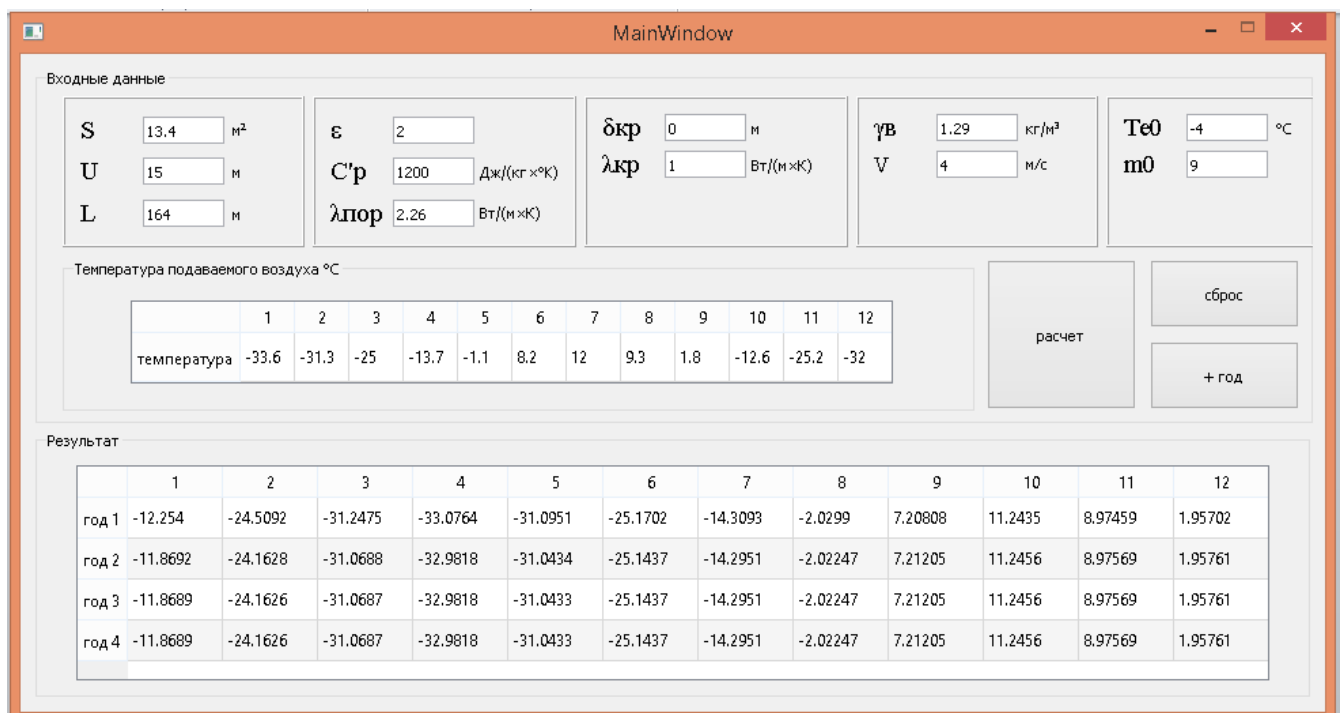 MainWindow
Входные данные
S 13.4 м² ε 2 δкр 0 м γв 1.29 кг/м³ Te0 -4 °C
U 15 м C'p 1200 Дж/(кг×°К) λкр 1 Вт/(м×К) V 4 м/с m0 9
L 164 м λпор 2.26 Вт/(м×К)
Температура подаваемого воздуха °C
1 2 3 4 5 6 7 8 9 10 11 12
температура -33.6 -31.3 -25 -13.7 -1.1 8.2 12 9.3 1.8 -12.6 -25.2 -32
расчет
сброс
+ год
Результат
1 2 3 4 5 6 7 8 9 10 11 12
год 1 -12.254 -24.5092 -31.2475 -33.0764 -31.0951 -25.1702 -14.3093 -2.0299 7.20808 11.2435 8.97459 1.95702
год 2 -11.8692 -24.1628 -31.0688 -32.9818 -31.0434 -25.1437 -14.2951 -2.02247 7.21205 11.2456 8.97569 1.95761
год 3 -11.8689 -24.1626 -31.0687 -32.9818 -31.0433 -25.1437 -14.2951 -2.02247 7.21205 11.2456 8.97569 1.95761
год 4 -11.8689 -24.1626 -31.0687 -32.9818 -31.0433 -25.1437 -14.2951 -2.02247 7.21205 11.2456 8.97569 1.95761